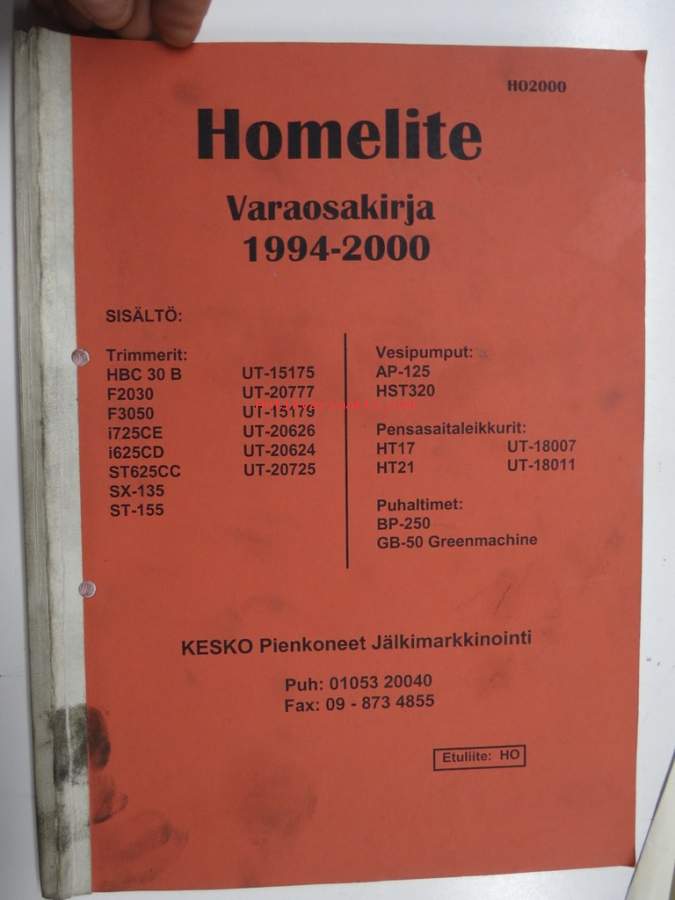 HO2000
Homelite
Varaosakirja
1994-2000
SISÄLTÖ:
Trimmerit:
HBC 30 B UT-15175
F2030 UT-20777
F3050 UT-15179
i725CE UT-20626
i625CD UT-20624
ST625CC UT-20725
SX-135
ST-155
Vesipumput:
AP-125
HST320
Pensasaitaleikkurit:
HT17 UT-18007
HT21 UT-18011
Puhaltimet:
BP-250
GB-50 Greenmachine
KESKO Pienkoneet Jälkimarkkinointi
Puh: 01053 20040
Fax: 09 - 873 4855
Etuliite: HO